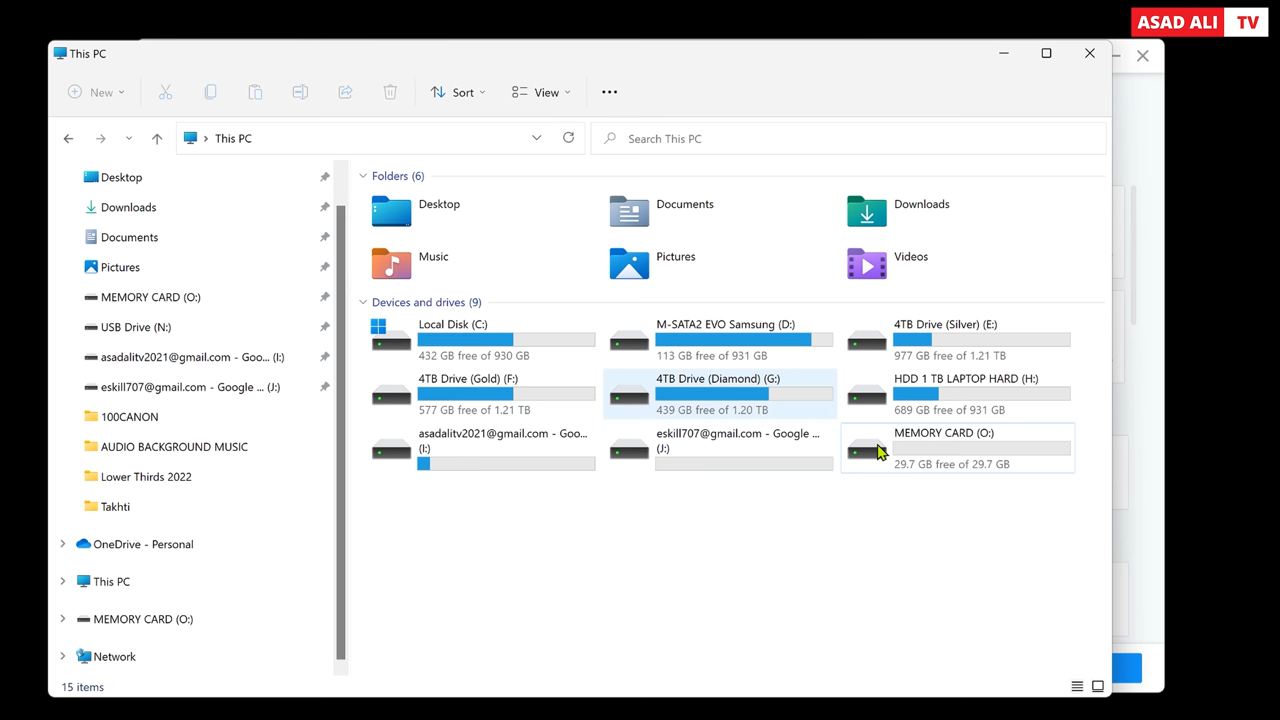 ASAD ALI TV
This PC
New
Sort
View
This PC
Search This PC
Desktop
Downloads
Documents
Pictures
MEMORY CARD (O:)
USB Drive (N:)
asadalitv2021@gmail.com - Goo... (I:)
eskill707@gmail.com - Google ... (J:)
100CANON
AUDIO BACKGROUND MUSIC
Lower Thirds 2022
Takhti
OneDrive - Personal
This PC
MEMORY CARD (O:)
Network
Folders (6)
Desktop
Documents
Downloads
Music
Pictures
Videos
Devices and drives (9)
Local Disk (C:)
432 GB free of 930 GB
M-SATA2 EVO Samsung (D:)
113 GB free of 931 GB
4TB Drive (Silver) (E:)
977 GB free of 1.21 TB
4TB Drive (Gold) (F:)
577 GB free of 1.21 TB
4TB Drive (Diamond) (G:)
439 GB free of 1.20 TB
HDD 1 TB LAPTOP HARD (H:)
689 GB free of 931 GB
asadalitv2021@gmail.com - Goo...
(I:)
eskill707@gmail.com - Google ...
(J:)
MEMORY CARD (O:)
29.7 GB free of 29.7 GB
15 items